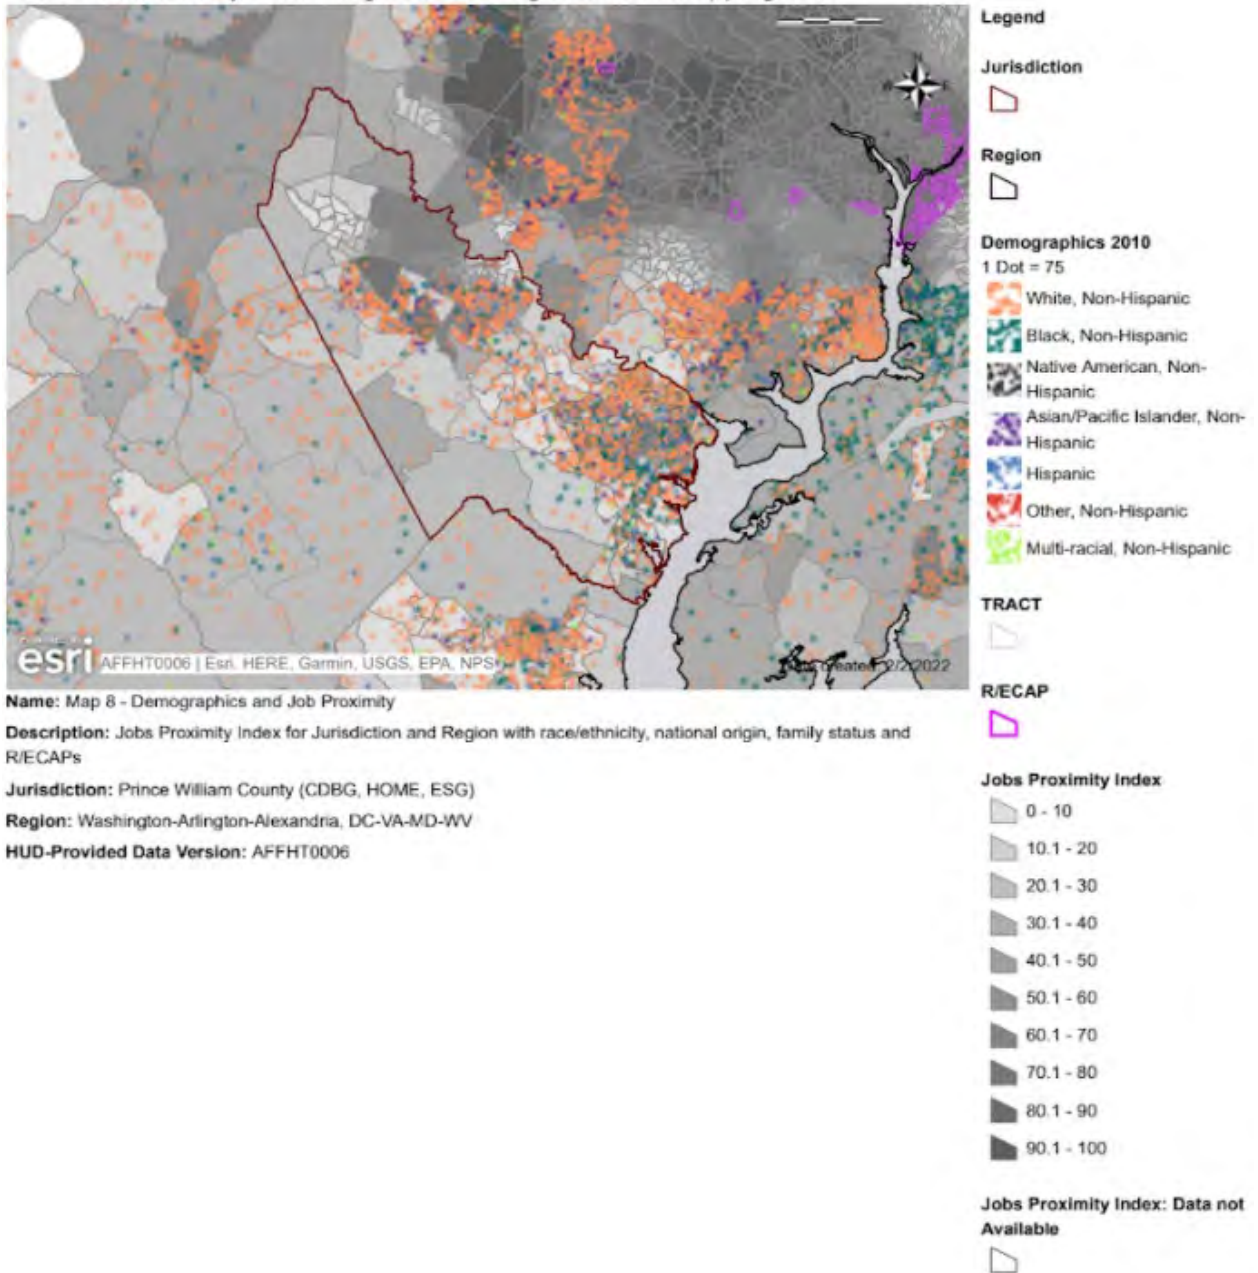 esri
AFFHT0006 | Esri, HERE, Garmin, USGS, EPA, NPS
created 2/2/2022
Name: Map 8 - Demographics and Job Proximity
Description: Jobs Proximity Index for Jurisdiction and Region with race/ethnicity, national origin, family status and
R/ECAPs
Jurisdiction: Prince William County (CDBG, HOME, ESG)
Region: Washington-Arlington-Alexandria, DC-VA-MD-WV
HUD-Provided Data Version: AFFHT0006
Legend
Jurisdiction
Region
Demographics 2010
1 Dot = 75
White, Non-Hispanic
Black, Non-Hispanic
Native American, Non-
Hispanic
Asian/Pacific Islander, Non-
Hispanic
Hispanic
Other, Non-Hispanic
Multi-racial, Non-Hispanic
TRACT
R/ECAP
Jobs Proximity Index
0 - 10
10.1 - 20
20.1 - 30
30.1 - 40
40.1 - 50
50.1 - 60
60.1 - 70
70.1 - 80
80.1 - 90
90.1 - 100
Jobs Proximity Index: Data not
Available